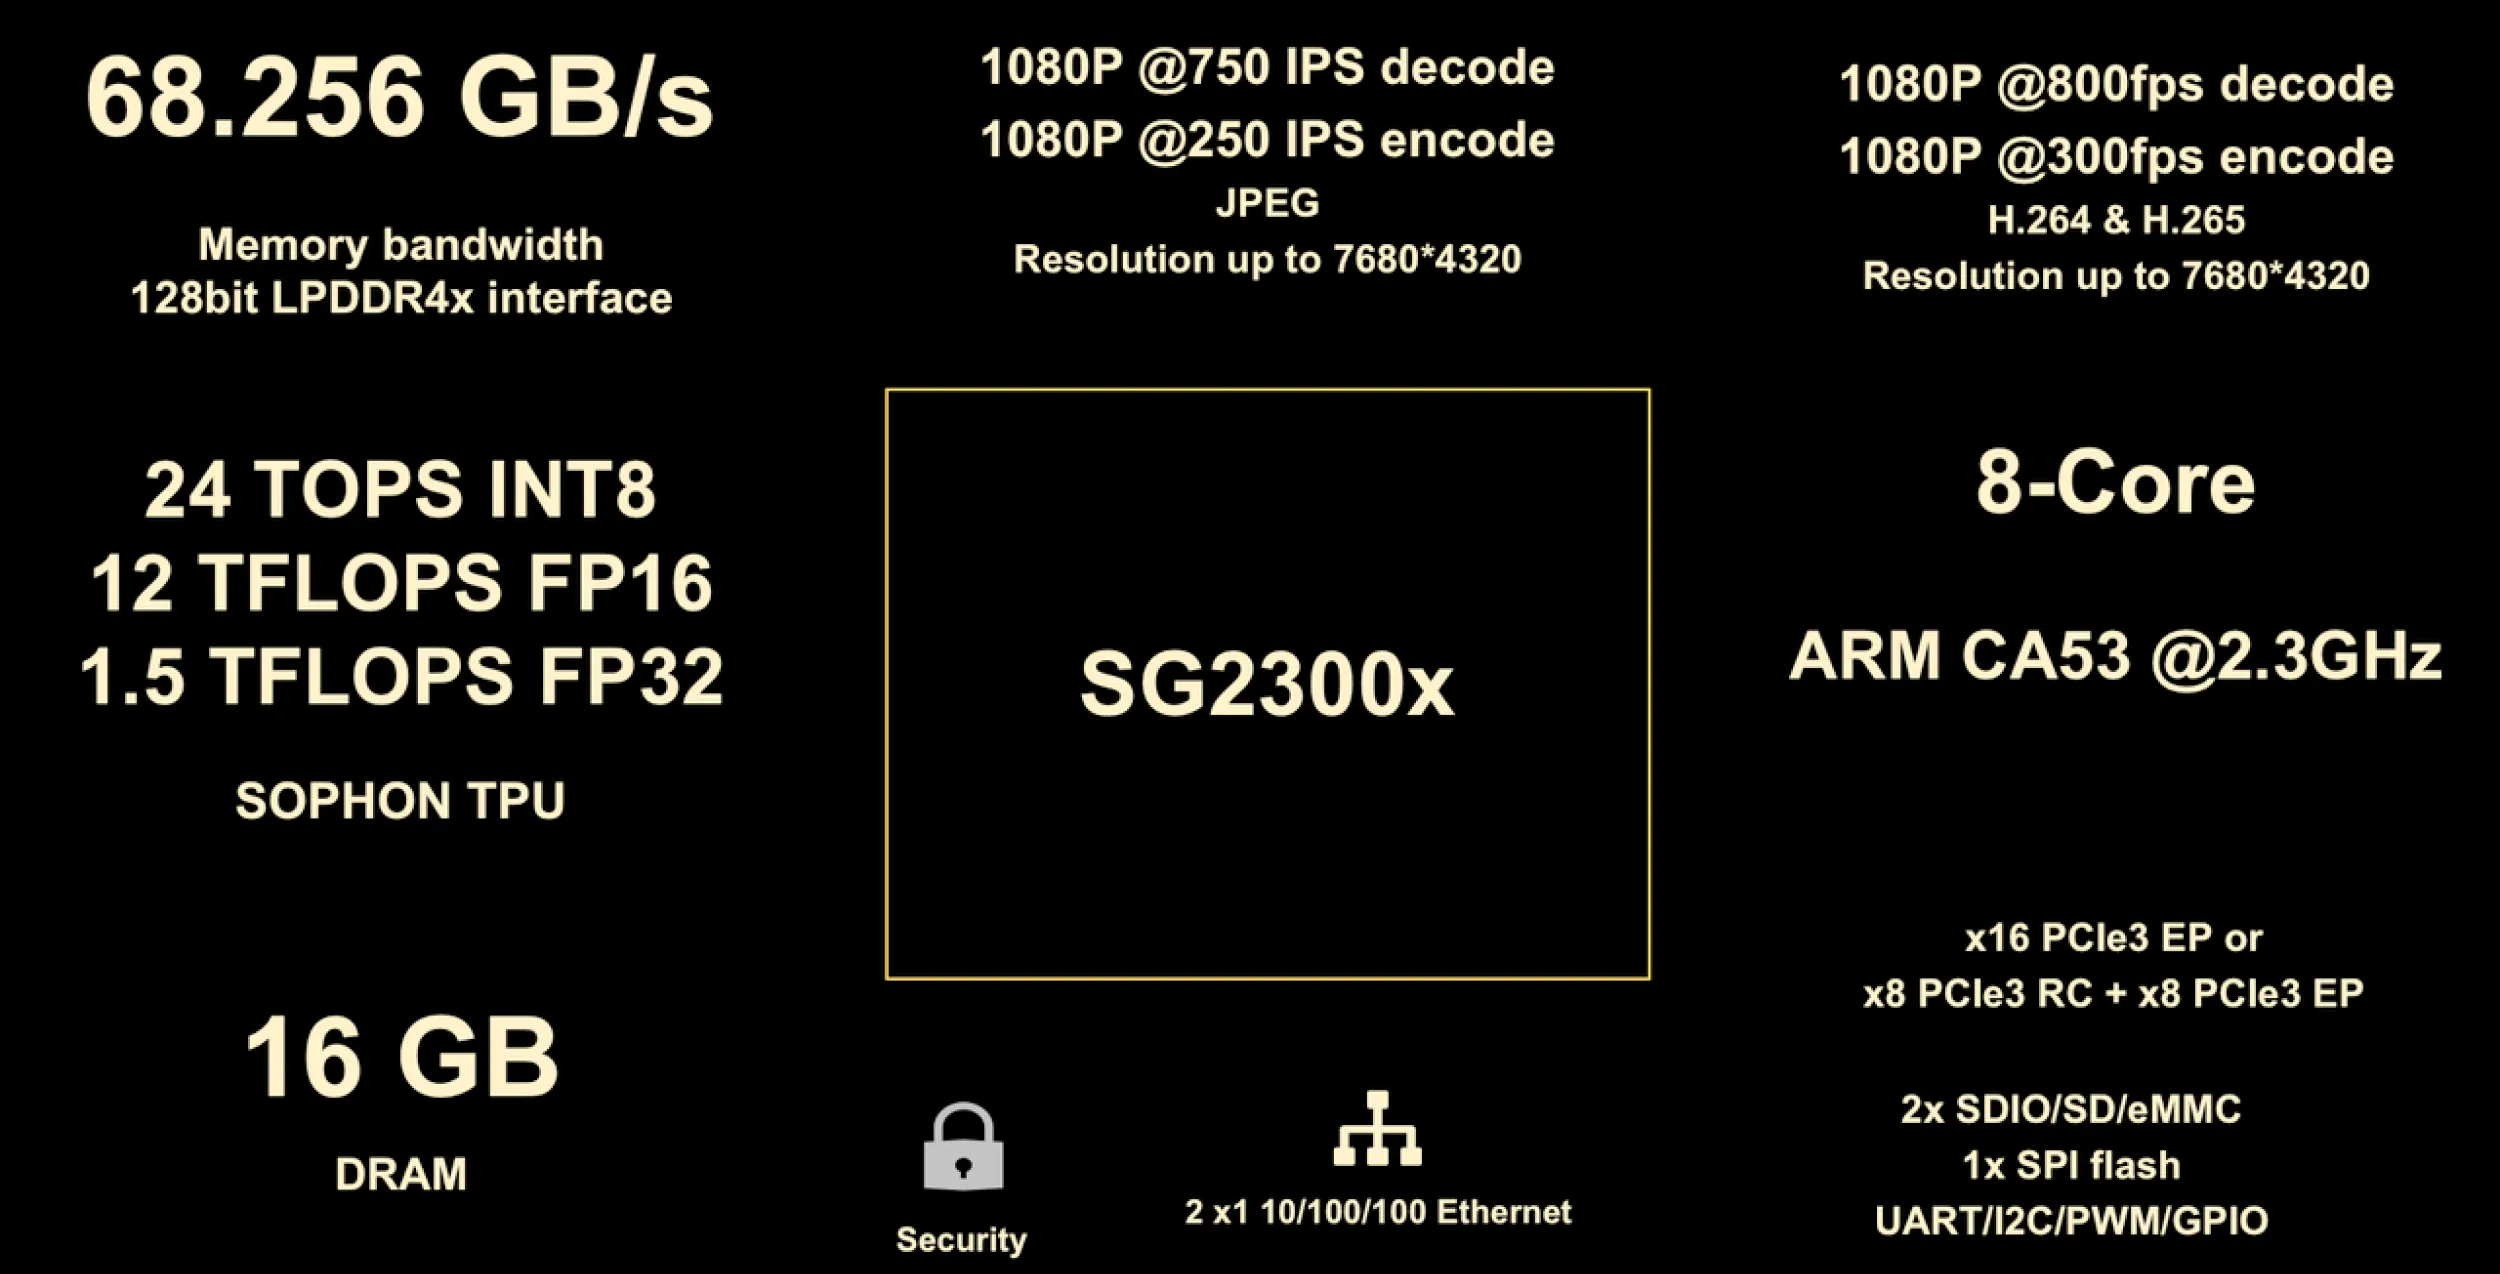 68.256 GB/s
Memory bandwidth
128bit LPDDR4x interface
1080P @750 IPS decode
1080P @250 IPS encode
JPEG
Resolution up to 7680*4320
1080P @800fps decode
1080P @300fps encode
H.264 & H.265
Resolution up to 7680*4320
24 TOPS INT8
12 TFLOPS FP16
1.5 TFLOPS FP32
SOPHON TPU
SG2300x
8-Core
ARM CA53 @2.3GHz
16 GB
DRAM
Security
2 x1 10/100/100 Ethernet
x16 PCIe3 EP or
x8 PCIe3 RC + x8 PCIe3 EP
2x SDIO/SD/eMMC
1x SPI flash
UART/I2C/PWM/GPIO